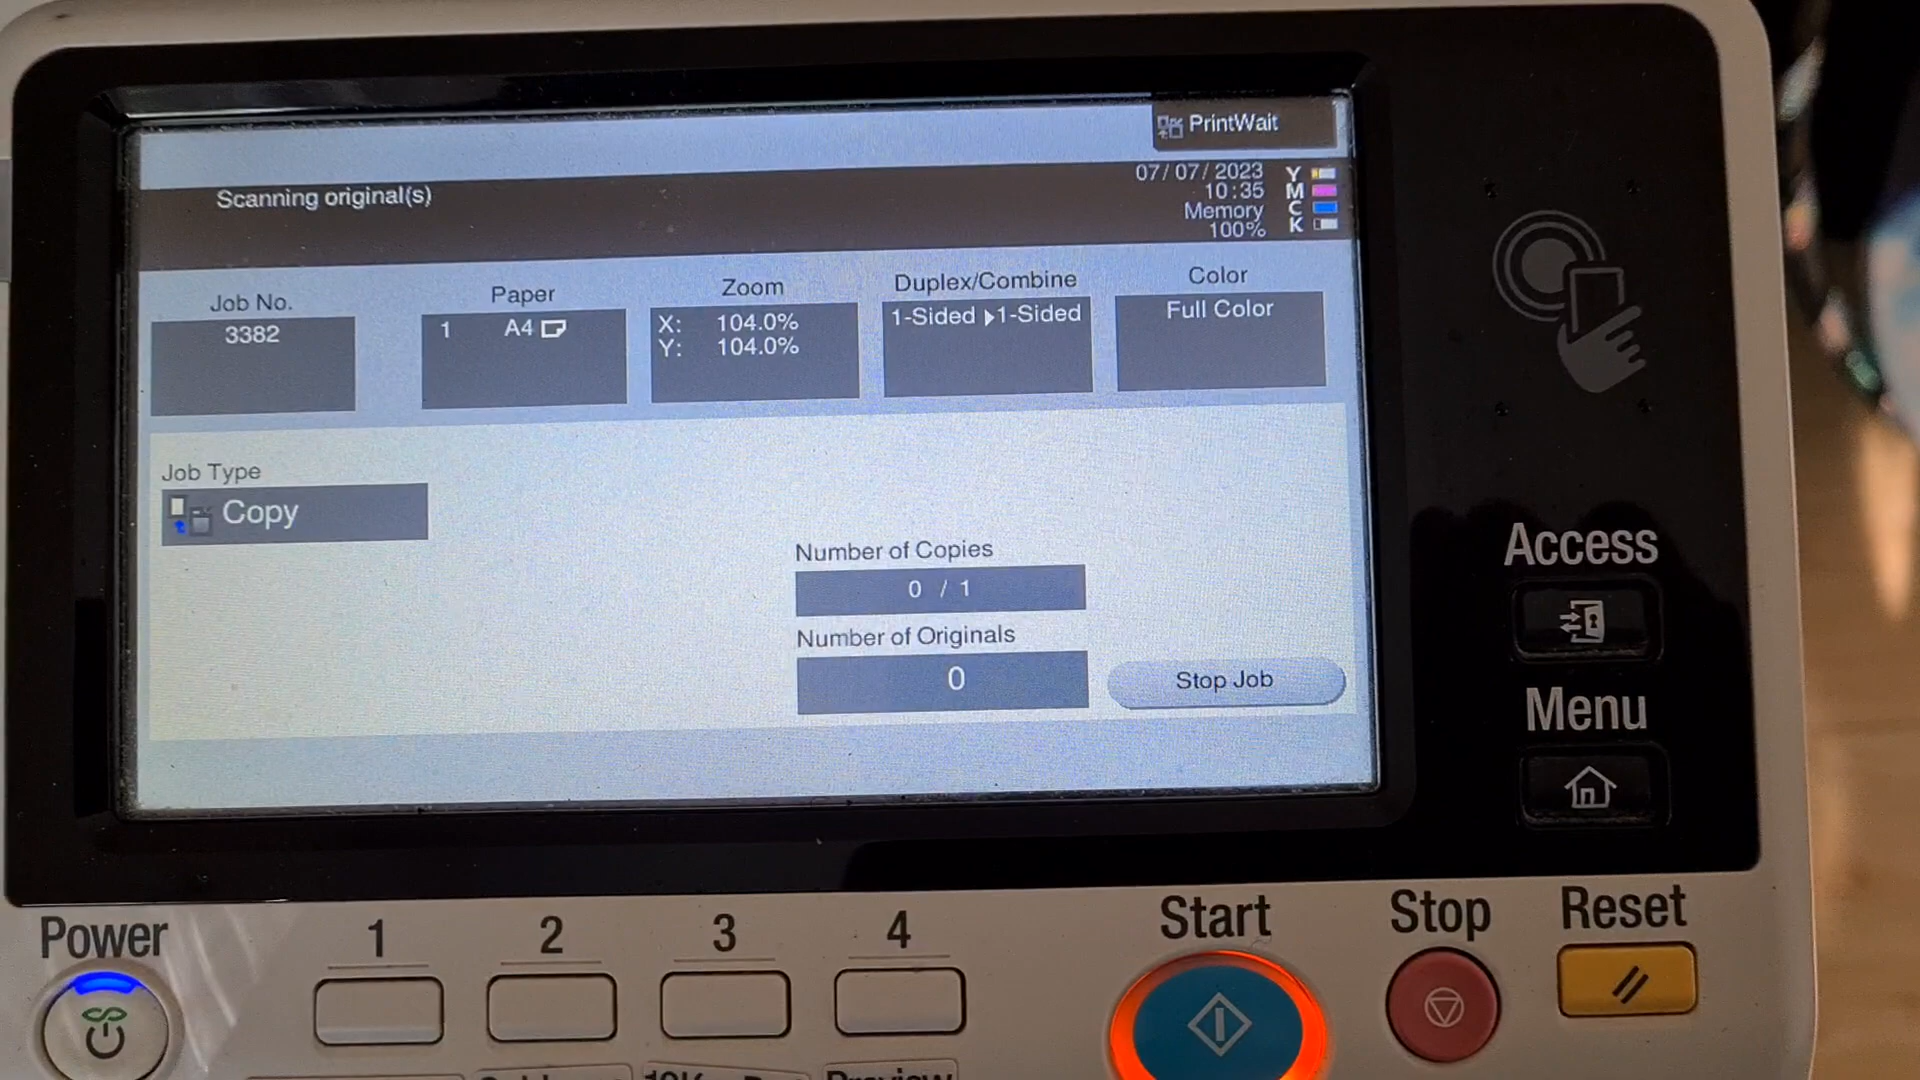 PrintWait
Scanning original(s)
07/07/2023
10:35
Memory
100%
Y
M
C
K
Job No.
3382
Paper
1 A4
Zoom
X: 104.0%
Y: 104.0%
Duplex/Combine
1-Sided ▶1-Sided
Color
Full Color
Job Type
Copy
Number of Copies
0 / 1
Number of Originals
0
Stop Job
Access
Menu
Power
1 2 3 4
Start
Stop
Reset
Preview